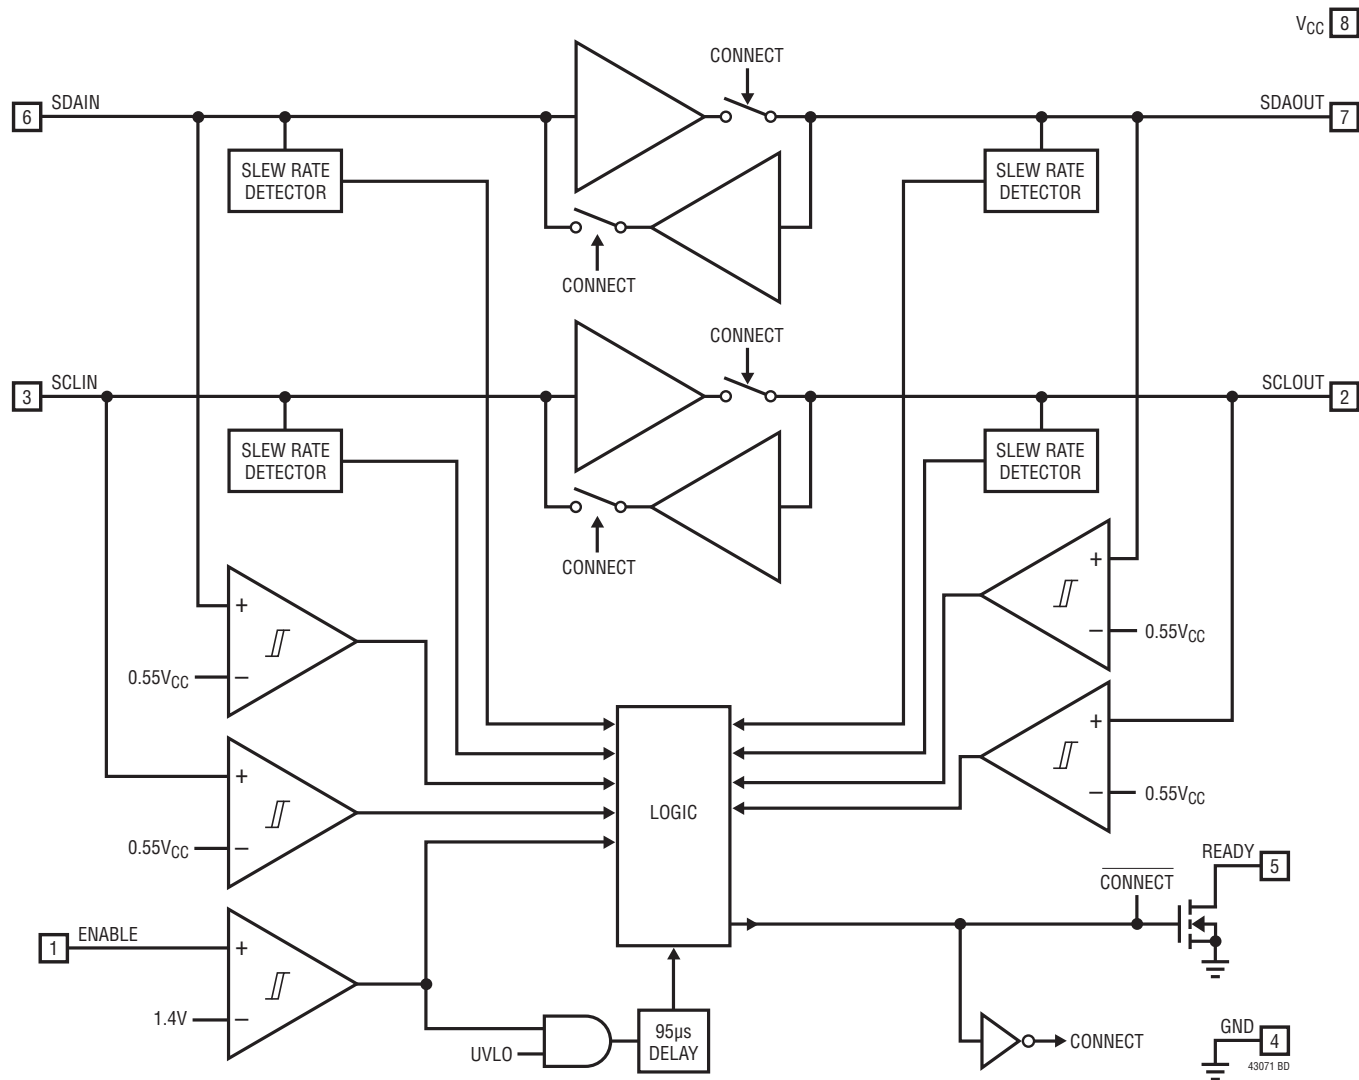 VCC 8
CONNECT
6 SDAIN
SDAOUT 7
SLEW RATE
DETECTOR
SLEW RATE
DETECTOR
CONNECT
CONNECT
3 SCLIN
SCLOUT 2
SLEW RATE
DETECTOR
SLEW RATE
DETECTOR
CONNECT
+
− 0.55VCC
+
0.55VCC −
+
− 0.55VCC
+
0.55VCC −
LOGIC
READY 5
CONNECT
1 ENABLE
+
1.4V −
95µs
DELAY
UVLO
CONNECT
GND 4
43071 BD